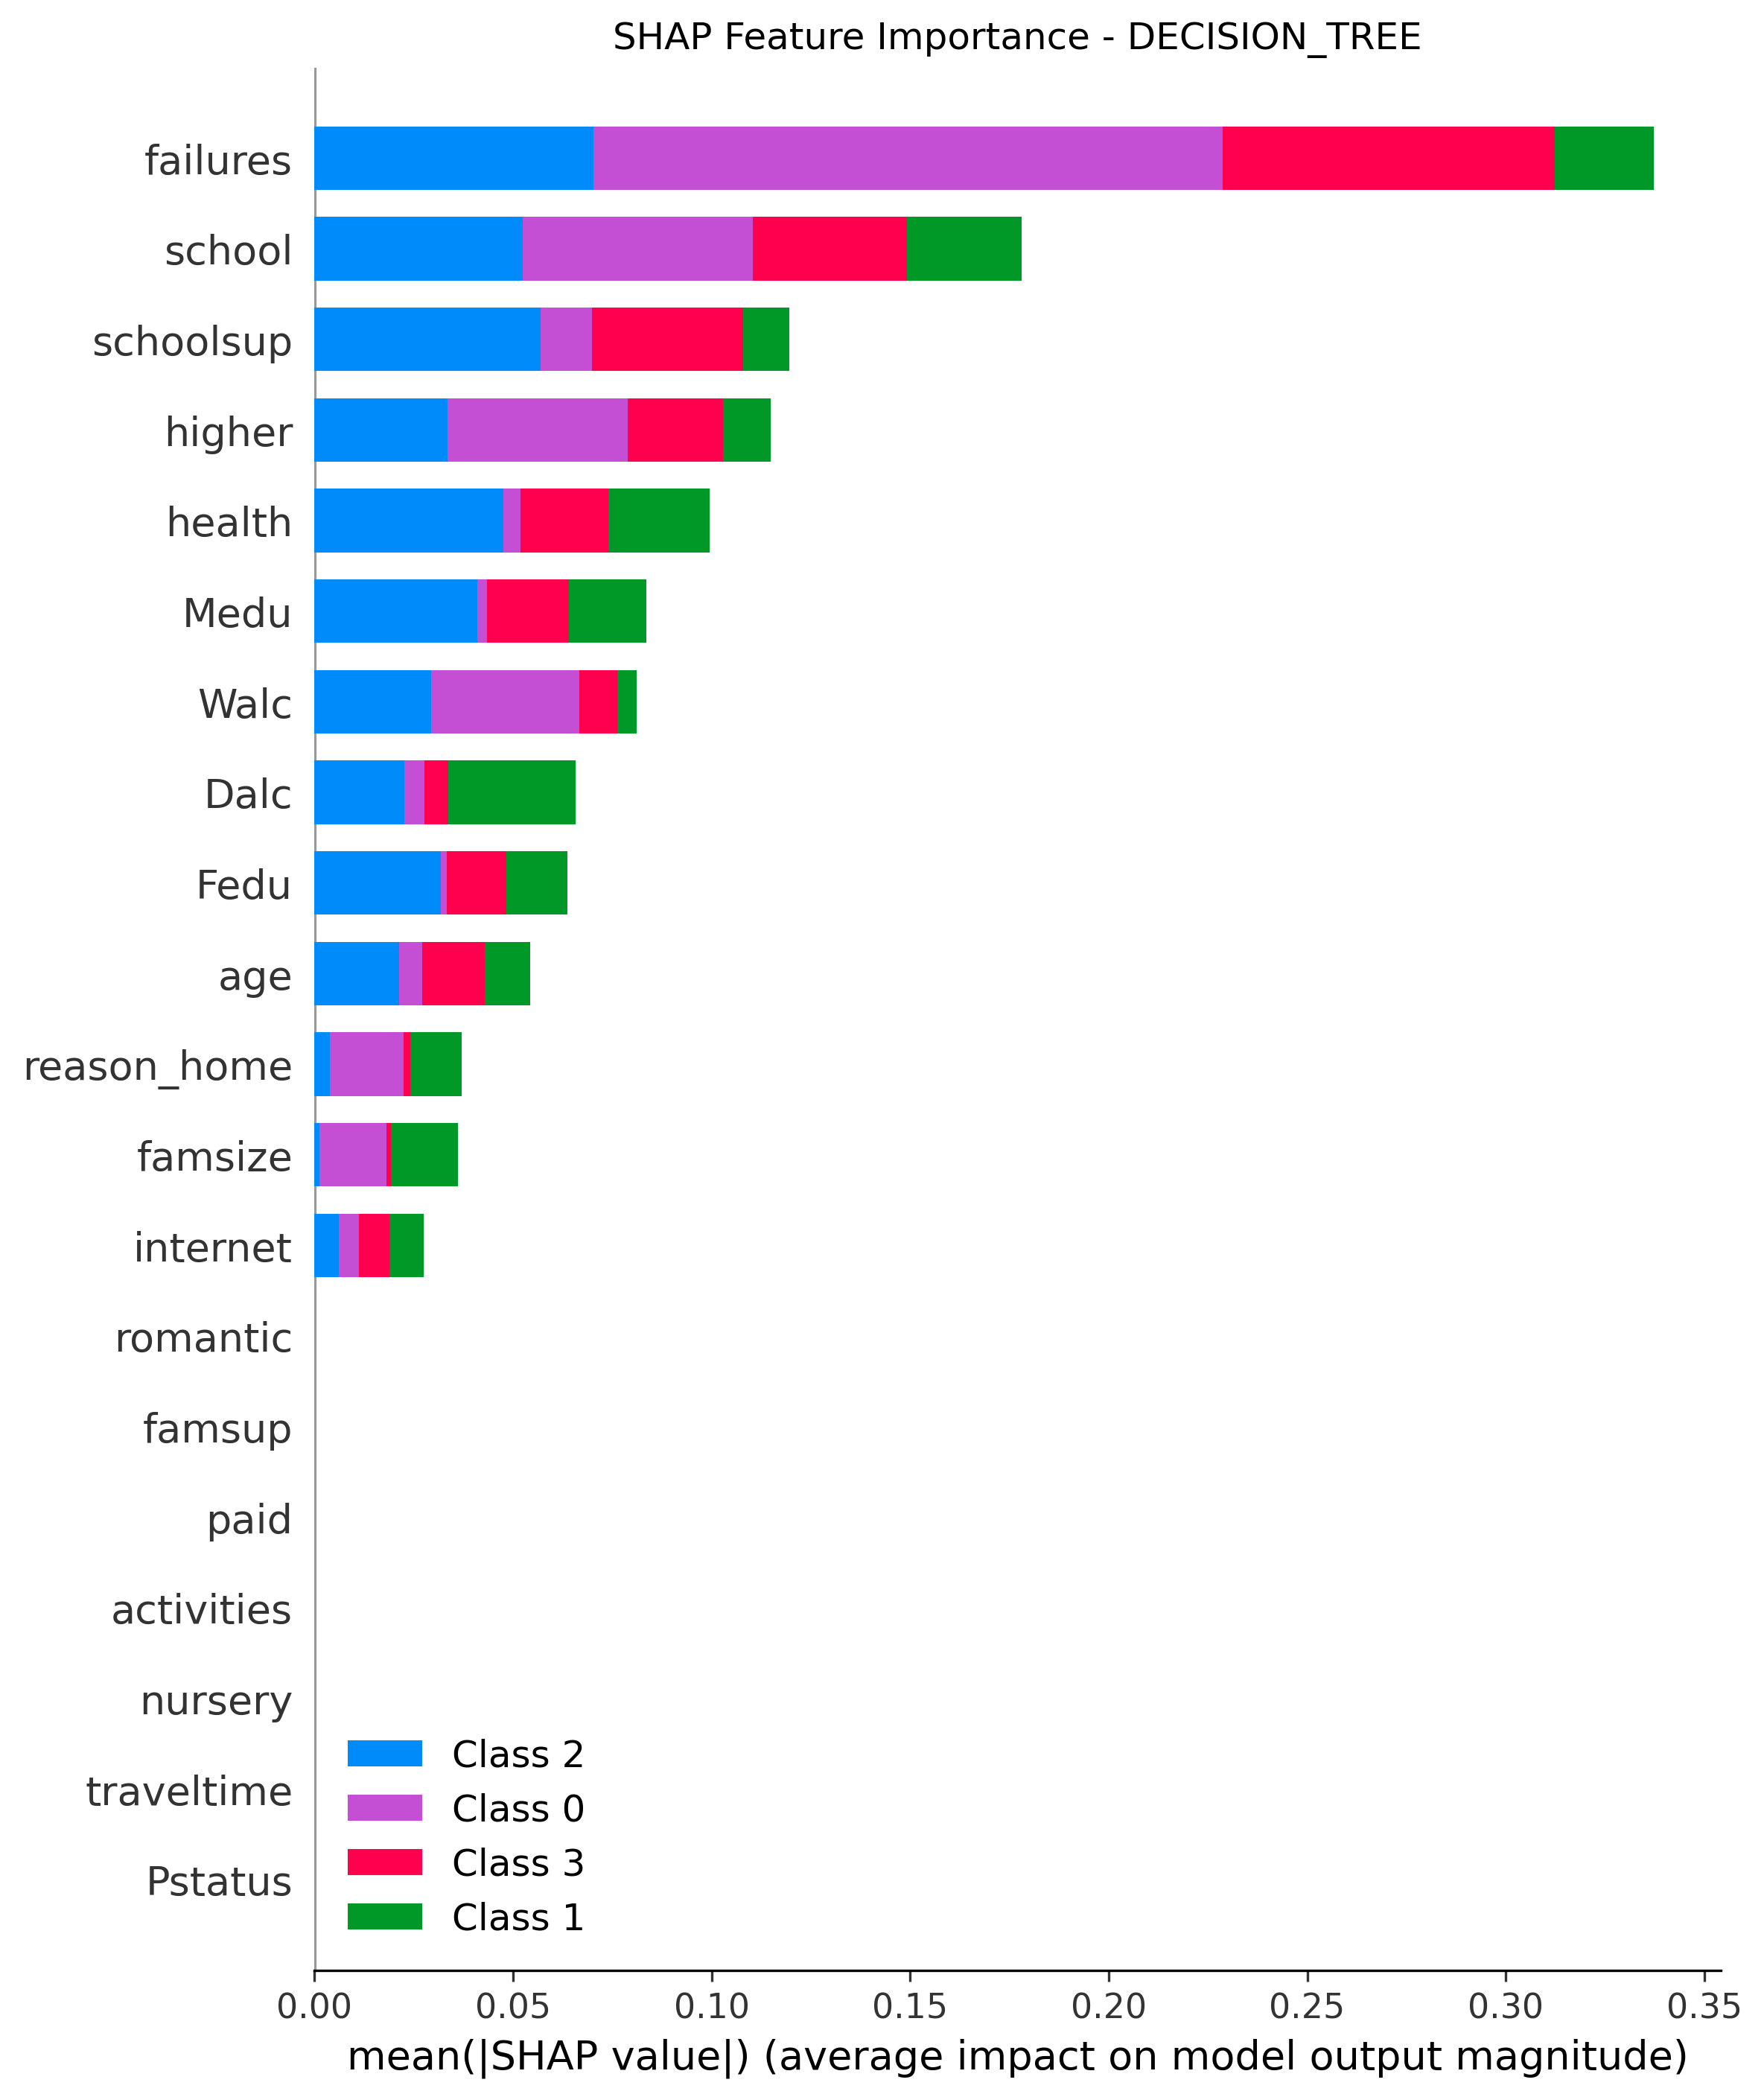 SHAP Feature Importance - DECISION_TREE
failures
school
schoolsup
higher
health
Medu
Walc
Dalc
Fedu
age
reason_home
famsize
internet
romantic
famsup
paid
activities
nursery
traveltime
Pstatus
Class 2
Class 0
Class 3
Class 1
0.00 0.05 0.10 0.15 0.20 0.25 0.30 0.35
mean(|SHAP value|) (average impact on model output magnitude)